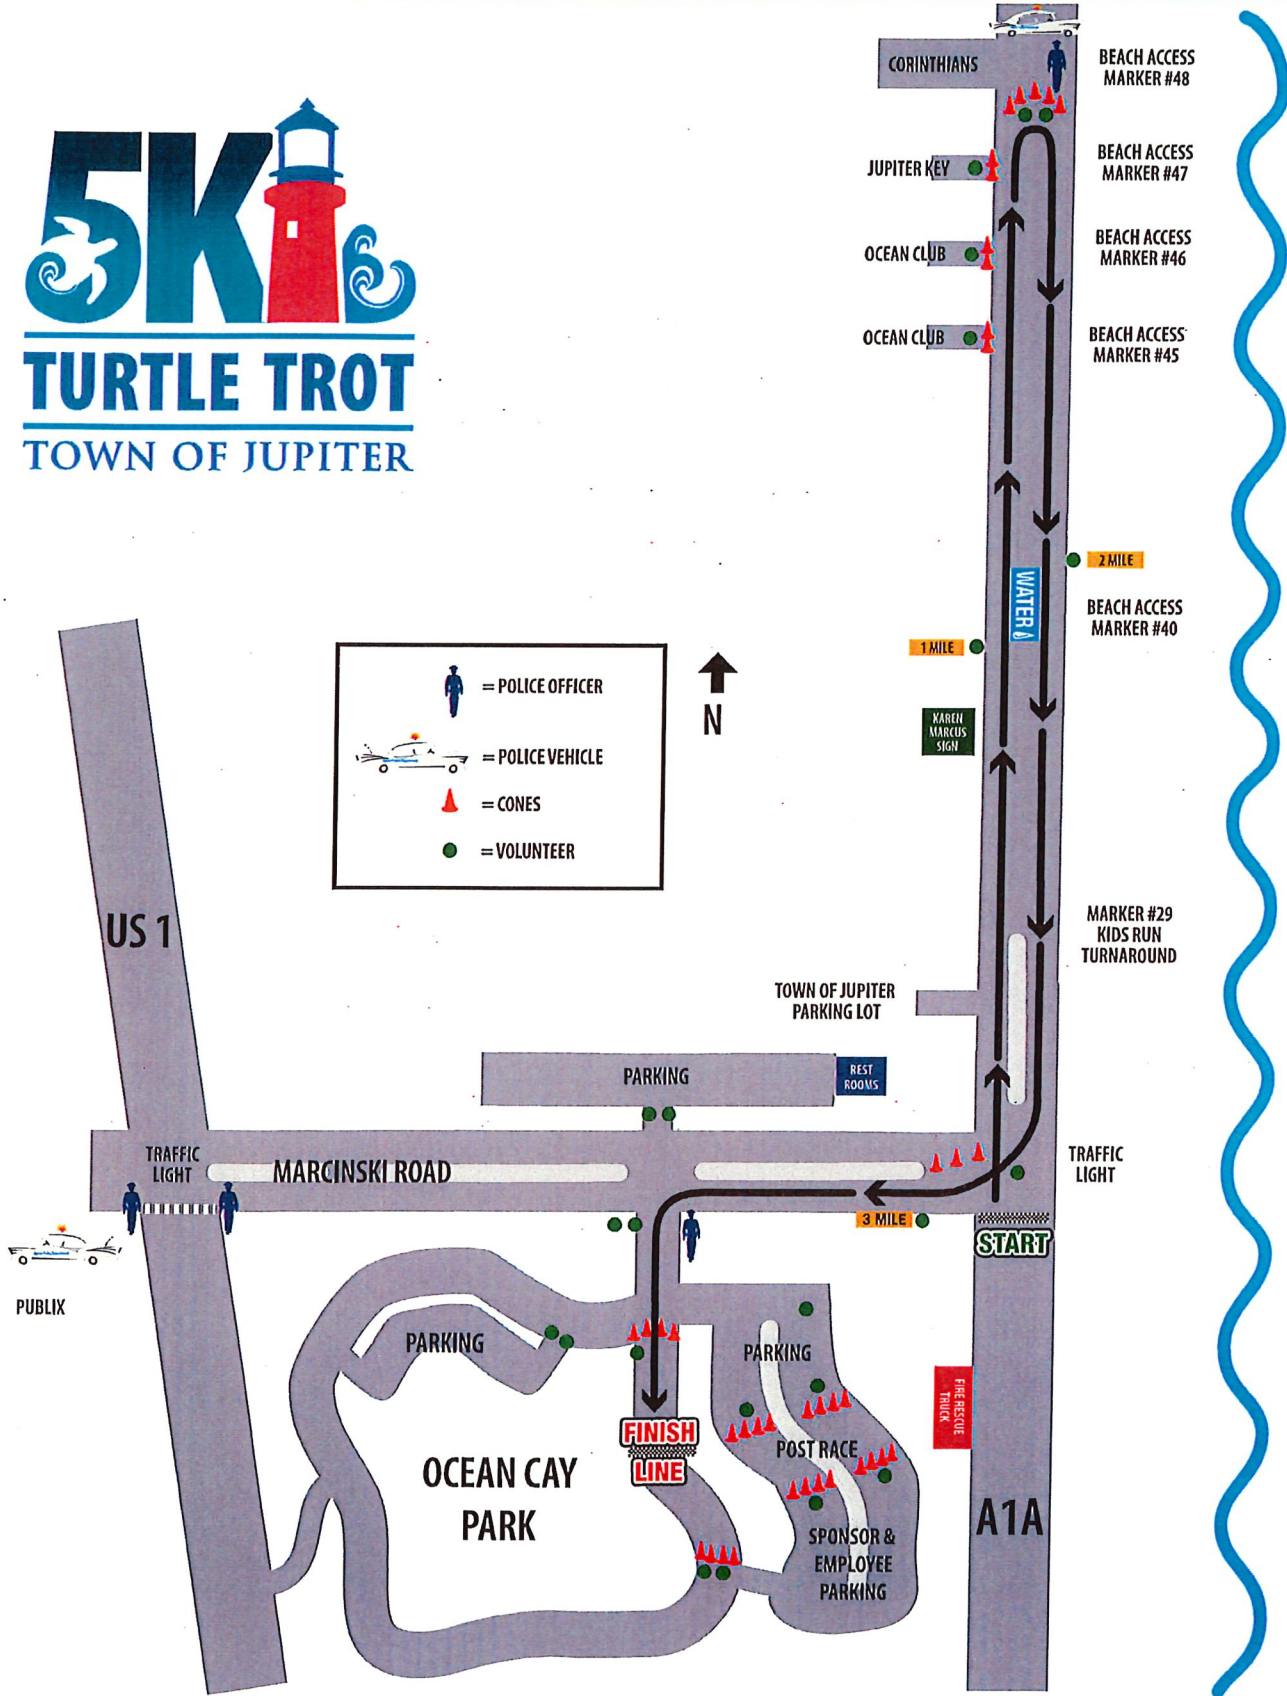 5K
TURTLE TROT
TOWN OF JUPITER
CORINTHIANS
BEACH ACCESS
MARKER #48
JUPITER KEY
BEACH ACCESS
MARKER #47
OCEAN CLUB
BEACH ACCESS
MARKER #46
OCEAN CLUB
BEACH ACCESS
MARKER #45
2 MILE
WATER
BEACH ACCESS
MARKER #40
1 MILE
KAREN
MARCUS
SIGN
= POLICE OFFICER
= POLICE VEHICLE
= CONES
= VOLUNTEER
N
US 1
MARKER #29
KIDS RUN
TURNAROUND
TOWN OF JUPITER
PARKING LOT
PARKING
REST
ROOMS
TRAFFIC
LIGHT
MARCINSKI ROAD
TRAFFIC
LIGHT
3 MILE
START
PUBLIX
PARKING
PARKING
FIRE RESCUE
TRUCK
FINISH
LINE
POST RACE
OCEAN CAY
PARK
A1A
SPONSOR &
EMPLOYEE
PARKING